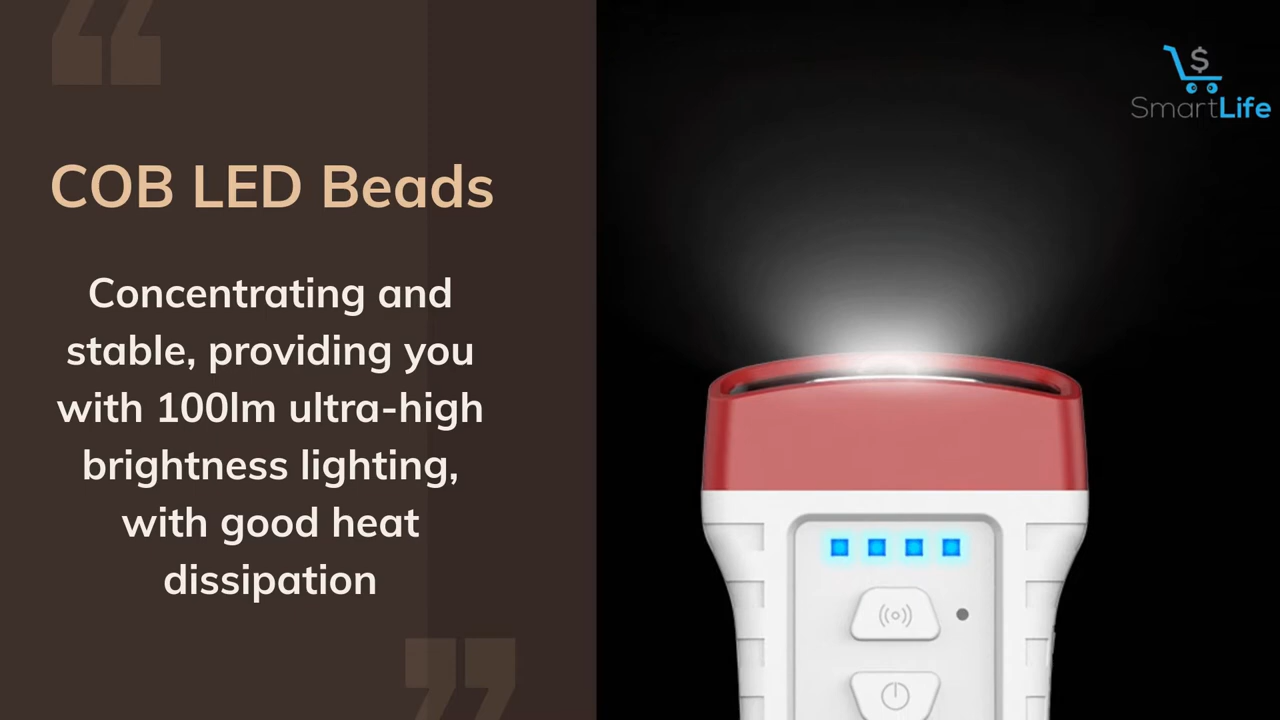 COB LED Beads
Concentrating and
stable, providing you
with 100lm ultra-high
brightness lighting,
with good heat
dissipation
$
SmartLife